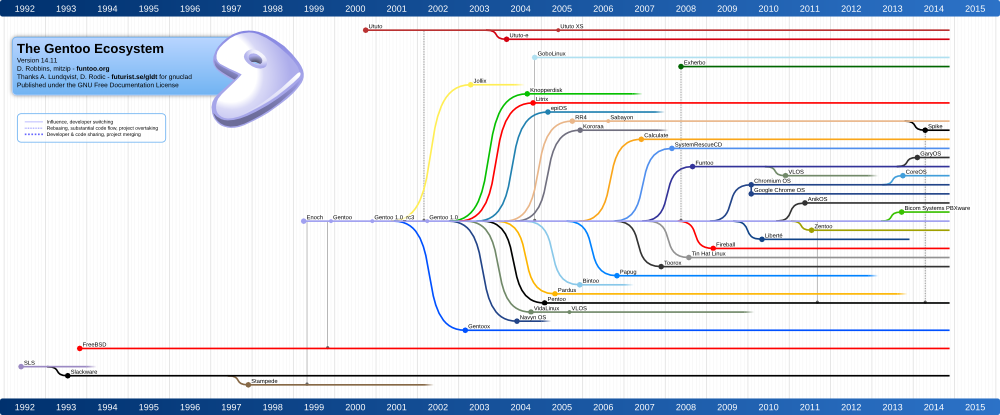 1992 1993 1994 1995 1996 1997 1998 1999 2000 2001 2002 2003 2004 2005 2006 2007 2008 2009 2010 2011 2012 2013 2014 2015
The Gentoo Ecosystem
Version 14.11
D. Robbins, mitzip - funtoo.org
Thanks A. Lundqvist, D. Rodic - futurist.se/gldt for gnuclad
Published under the GNU Free Documentation License
Influence, developer switching
Rebasing, substantial code flow, project overtaking
Developer & code sharing, project merging
Ututo
Ututo XS
Ututo-e
GoboLinux
Exherbo
Jollix
Knopperdisk
Litrix
epiOS
RR4
Sabayon
Spike
Kororaa
Calculate
SystemRescueCD
GaryOS
Funtoo
VLOS
CoreOS
Chromium OS
Google Chrome OS
AnikOS
Bicom Systems PBXware
Enoch
Gentoo
Gentoo 1.0_rc3
Gentoo 1.0
Zentoo
Liberté
Fireball
Tin Hat Linux
Toorox
Papug
Bintoo
Pardus
Pentoo
VidaLinux
VLOS
Navyn OS
Gentoox
FreeBSD
SLS
Slackware
Stampede
1992 1993 1994 1995 1996 1997 1998 1999 2000 2001 2002 2003 2004 2005 2006 2007 2008 2009 2010 2011 2012 2013 2014 2015